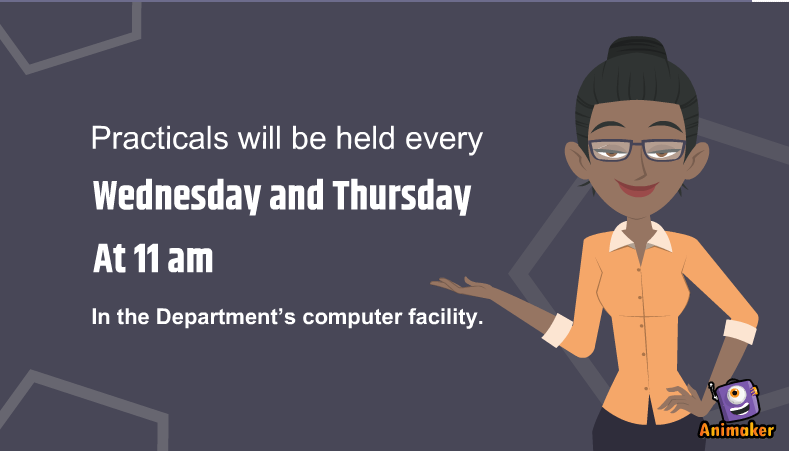 Practicals will be held every
Wednesday and Thursday
At 11 am
In the Department's computer facility.
Animaker